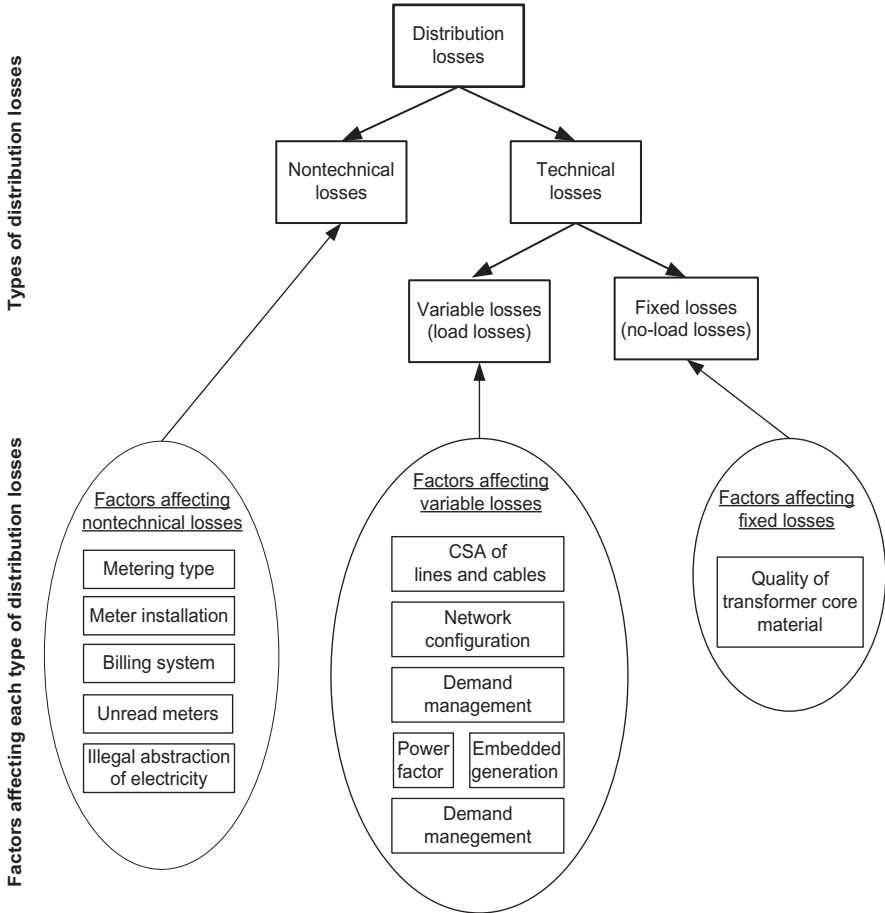 Types of distribution losses
Distribution
losses
Nontechnical
losses
Technical
losses
Variable losses
(load losses)
Fixed losses
(no-load losses)
Factors affecting each type of distribution losses
Factors affecting
nontechnical losses
Metering type
Meter installation
Billing system
Unread meters
Illegal abstraction
of electricity
Factors affecting
variable losses
CSA of
lines and cables
Network
configuration
Demand
management
Power
factor
Embedded
generation
Demand
manegement
Factors affecting
fixed losses
Quality of
transformer core
material